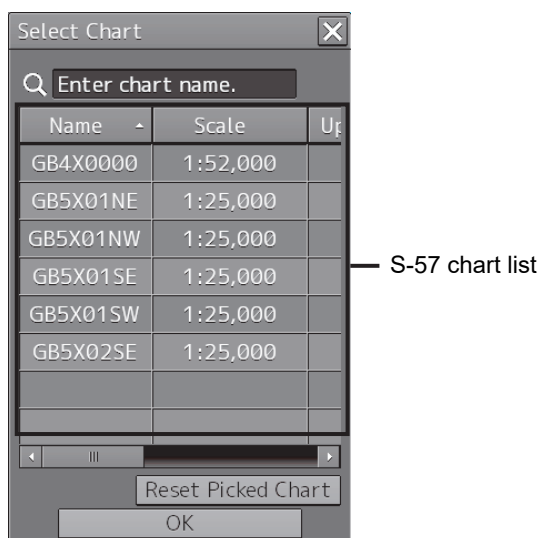 Select Chart
Enter chart name.
Name Scale Up
GB4X0000 1:52,000
GB5X01NE 1:25,000
GB5X01NW 1:25,000
GB5X01SE 1:25,000
S-57 chart list
GB5X01SW 1:25,000
GB5X02SE 1:25,000
Reset Picked Chart
OK